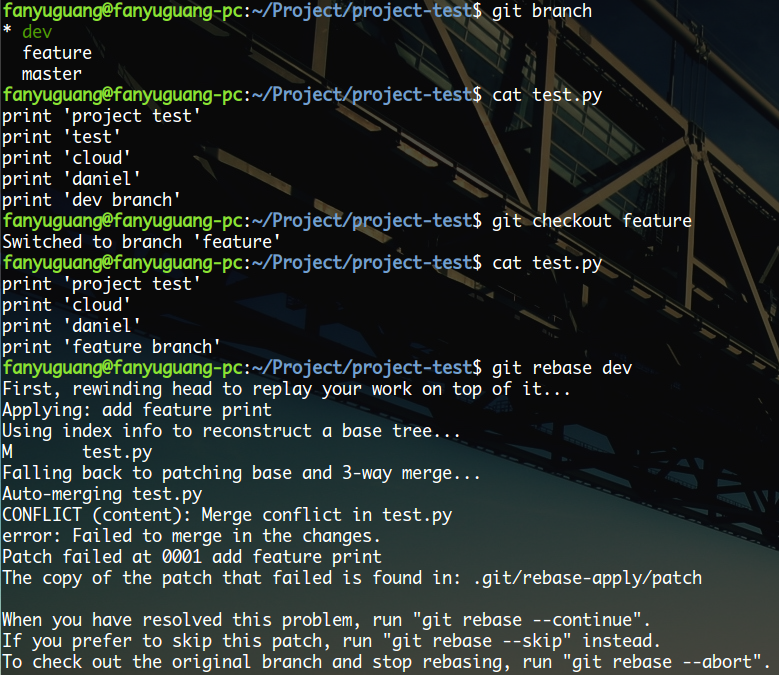 fanyuguang@fanyuguang-pc:~/Project/project-test$ git branch
* dev
  feature
  master
fanyuguang@fanyuguang-pc:~/Project/project-test$ cat test.py
print 'project test'
print 'test'
print 'cloud'
print 'daniel'
print 'dev branch'
fanyuguang@fanyuguang-pc:~/Project/project-test$ git checkout feature
Switched to branch 'feature'
fanyuguang@fanyuguang-pc:~/Project/project-test$ cat test.py
print 'project test'
print 'cloud'
print 'daniel'
print 'feature branch'
fanyuguang@fanyuguang-pc:~/Project/project-test$ git rebase dev
First, rewinding head to replay your work on top of it...
Applying: add feature print
Using index info to reconstruct a base tree...
M       test.py
Falling back to patching base and 3-way merge...
Auto-merging test.py
CONFLICT (content): Merge conflict in test.py
error: Failed to merge in the changes.
Patch failed at 0001 add feature print
The copy of the patch that failed is found in: .git/rebase-apply/patch

When you have resolved this problem, run "git rebase --continue".
If you prefer to skip this patch, run "git rebase --skip" instead.
To check out the original branch and stop rebasing, run "git rebase --abort".